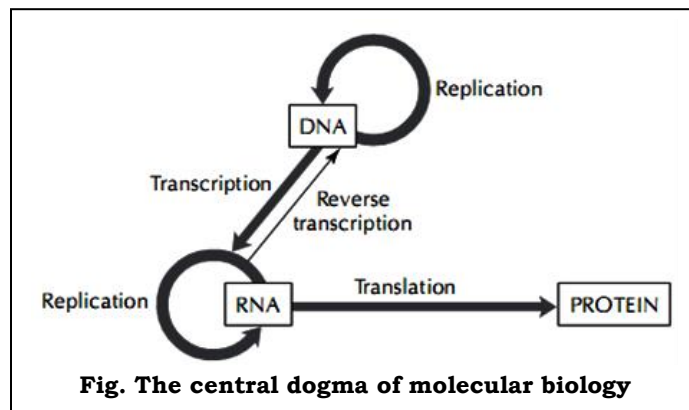 Replication
DNA
Transcription
Reverse
transcription
Replication
RNA
Translation
PROTEIN
Fig. The central dogma of molecular biology